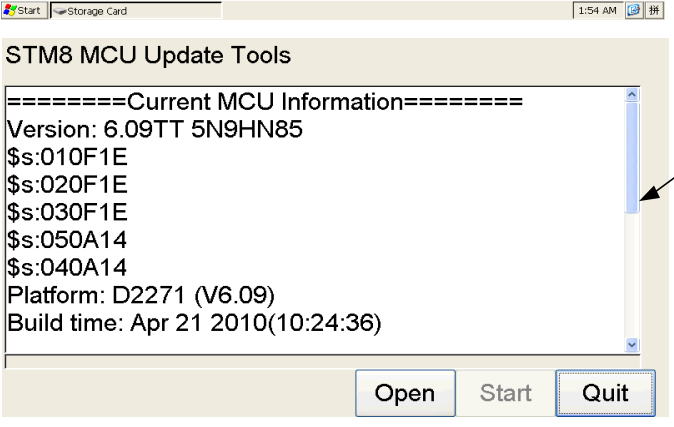 Start Storage Card 1:54 AM 拼
STM8 MCU Update Tools
========Current MCU Information========
Version: 6.09TT 5N9HN85
$s:010F1E
$s:020F1E
$s:030F1E
$s:050A14
$s:040A14
Platform: D2271 (V6.09)
Build time: Apr 21 2010(10:24:36)
Open Start Quit